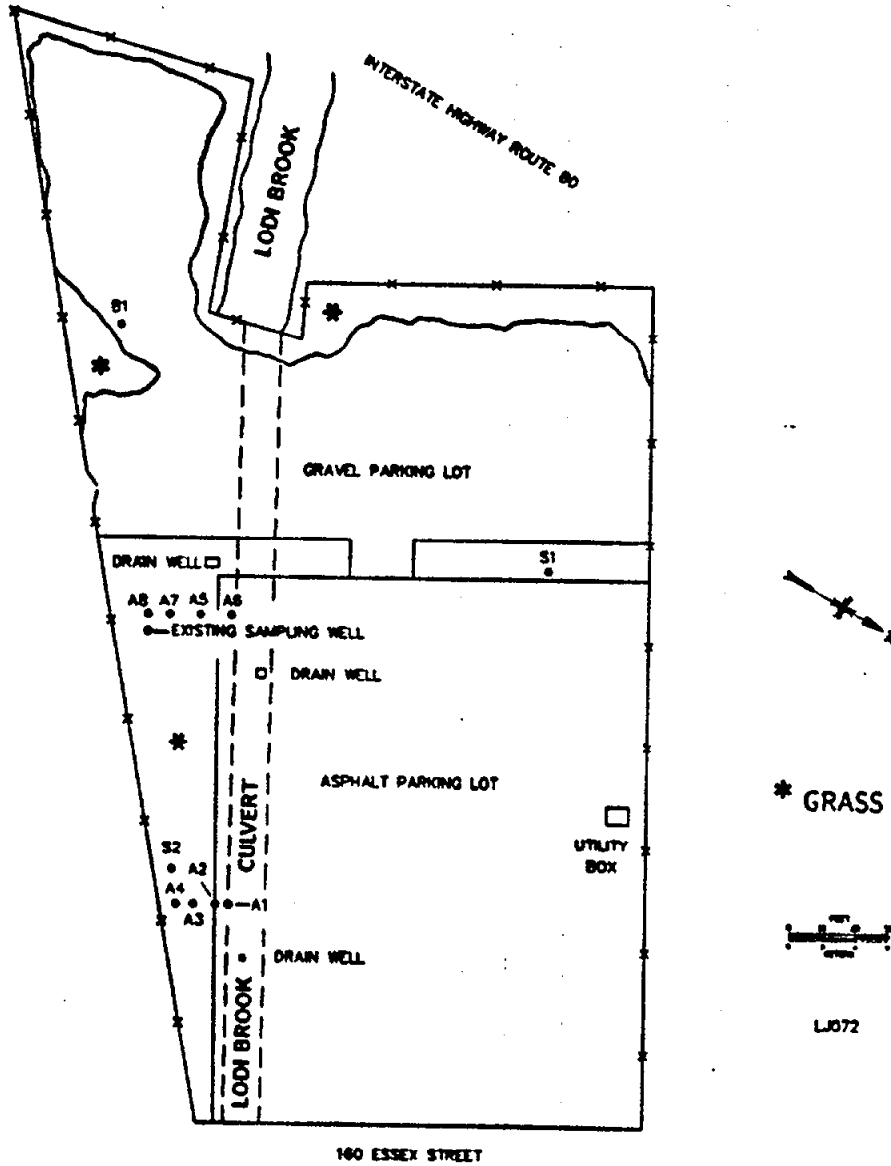 INTERSTATE HIGHWAY ROUTE 80
LODI BROOK
B1
*
*
GRAVEL PARKING LOT
DRAIN WELL
S1
A8 A7 A5 A6
EXISTING SAMPLING WELL
DRAIN WELL
*
ASPHALT PARKING LOT
* GRASS
CULVERT
UTILITY
BOX
S2
A2
A4
A3
A1
DRAIN WELL
LODI BROOK
LJ072
160 ESSEX STREET